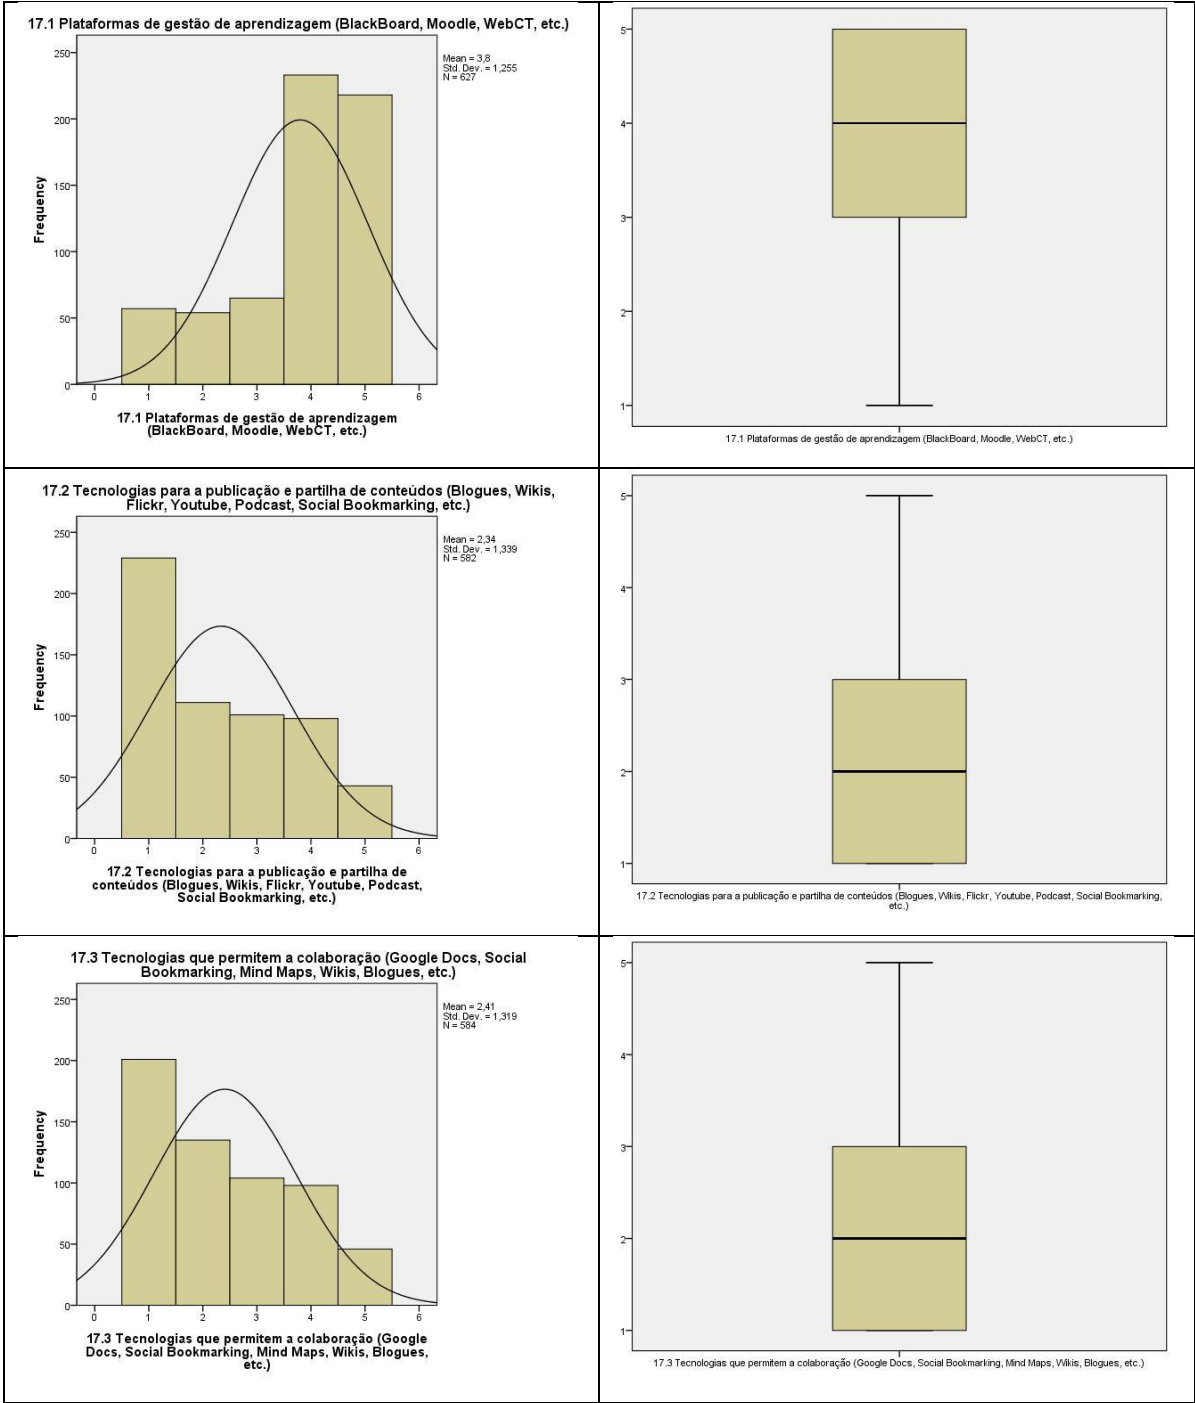 17.1 Plataformas de gestão de aprendizagem (BlackBoard, Moodle, WebCT, etc.)
250
200
150
100
50
0
Frequency
Mean = 3,8
Std. Dev. = 1,255
N = 627
0 1 2 3 4 5 6
17.1 Plataformas de gestão de aprendizagem
(BlackBoard, Moodle, WebCT, etc.)
5
4
3
2
1
17.1 Plataformas de gestão de aprendizagem (BlackBoard, Moodle, WebCT, etc.)
17.2 Tecnologias para a publicação e partilha de conteúdos (Blogues, Wikis,
Flickr, Youtube, Podcast, Social Bookmarking, etc.)
250
200
150
100
50
0
Frequency
Mean = 2,34
Std. Dev. = 1,339
N = 582
0 1 2 3 4 5 6
17.2 Tecnologias para a publicação e partilha de
conteúdos (Blogues, Wikis, Flickr, Youtube, Podcast,
Social Bookmarking, etc.)
5
4
3
2
1
17.2 Tecnologias para a publicação e partilha de conteúdos (Blogues, Wikis, Flickr, Youtube, Podcast, Social Bookmarking,
etc.)
17.3 Tecnologias que permitem a colaboração (Google Docs, Social
Bookmarking, Mind Maps, Wikis, Blogues, etc.)
250
200
150
100
50
0
Frequency
Mean = 2,41
Std. Dev. = 1,319
N = 584
0 1 2 3 4 5 6
17.3 Tecnologias que permitem a colaboração (Google
Docs, Social Bookmarking, Mind Maps, Wikis, Blogues,
etc.)
5
4
3
2
1
17.3 Tecnologias que permitem a colaboração (Google Docs, Social Bookmarking, Mind Maps, Wikis, Blogues, etc.)